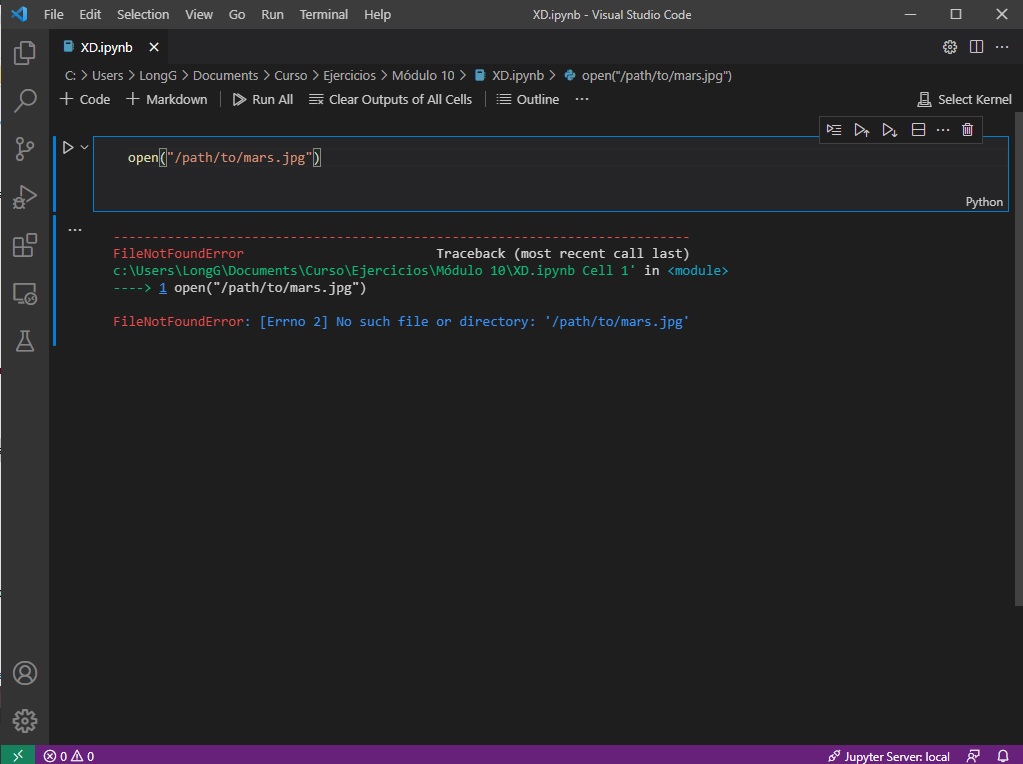 File Edit Selection View Go Run Terminal Help XD.ipynb - Visual Studio Code
XD.ipynb
C: > Users > LongG > Documents > Curso > Ejercicios > Módulo 10 > XD.ipynb > open("/path/to/mars.jpg")
+ Code + Markdown Run All Clear Outputs of All Cells Outline ... Select Kernel
open("/path/to/mars.jpg")
Python
...
---------------------------------------------------------------------------
FileNotFoundError Traceback (most recent call last)
c:\Users\LongG\Documents\Curso\Ejercicios\Módulo 10\XD.ipynb Cell 1' in <module>
----> 1 open("/path/to/mars.jpg")
FileNotFoundError: [Errno 2] No such file or directory: '/path/to/mars.jpg'
0 0 Jupyter Server: local